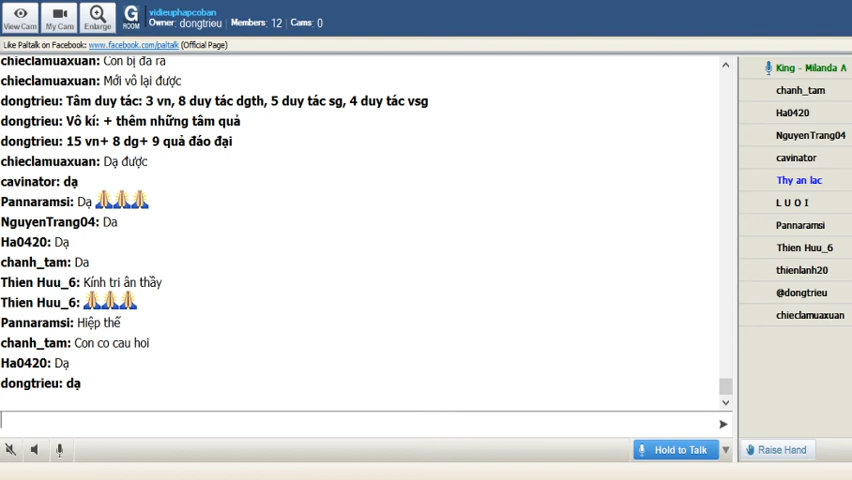 vidieuphapcoban
Owner: dongtrieu Members: 12 Cams: 0
View Cam My Cam Enlarge G ROOM
Like Paltalk on Facebook: www.facebook.com/paltalk (Official Page)
chieclamuaxuan: Con bị đá ra
chieclamuaxuan: Mới vô lại được
dongtrieu: Tâm duy tác: 3 vn, 8 duy tác dgth, 5 duy tác sg, 4 duy tác vsg
dongtrieu: Vô kí: + thêm những tâm quả
dongtrieu: 15 vn+ 8 dg+ 9 quả đáo đại
chieclamuaxuan: Dạ được
cavinator: dạ
Pannaramsi: Dạ
NguyenTrang04: Da
Ha0420: Dạ
chanh_tam: Da
Thien Huu_6: Kính tri ân thầy
Thien Huu_6:
Pannaramsi: Hiệp thế
chanh_tam: Con co cau hoi
Ha0420: Dạ
dongtrieu: dạ
King - Milanda A
chanh_tam
Ha0420
NguyenTrang04
cavinator
Thy an lac
L U O I
Pannaramsi
Thien Huu_6
thienlanh20
@dongtrieu
chieclamuaxuan
Hold to Talk
Raise Hand